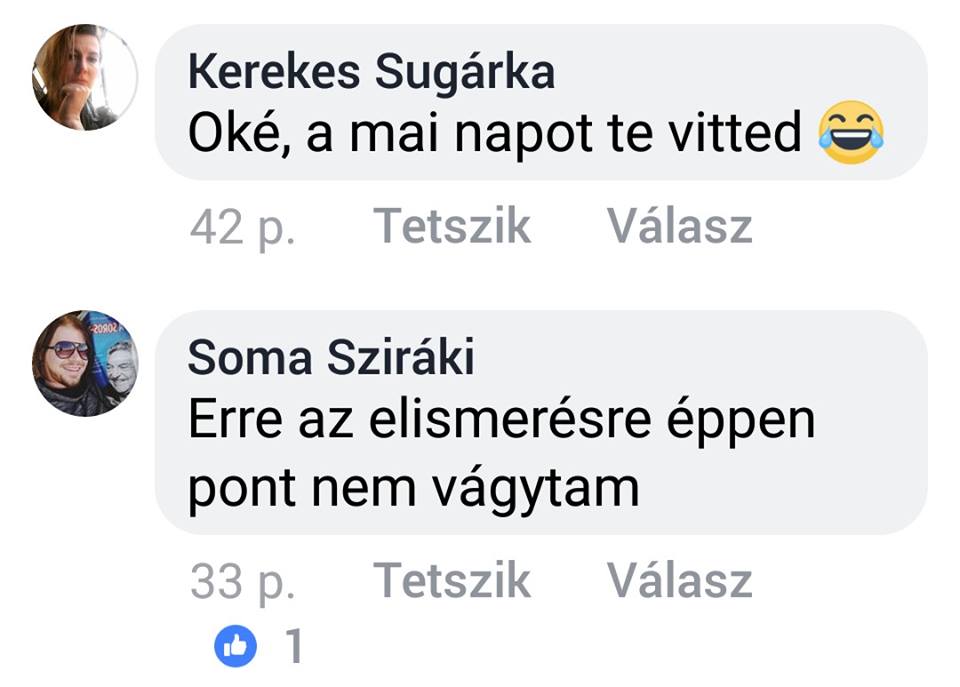 Kerekes Sugárka
Oké, a mai napot te vitted 😂
42 p. Tetszik Válasz
SOROS
Soma Sziráki
Erre az elismerésre éppen
pont nem vágytam
33 p. Tetszik Válasz
1